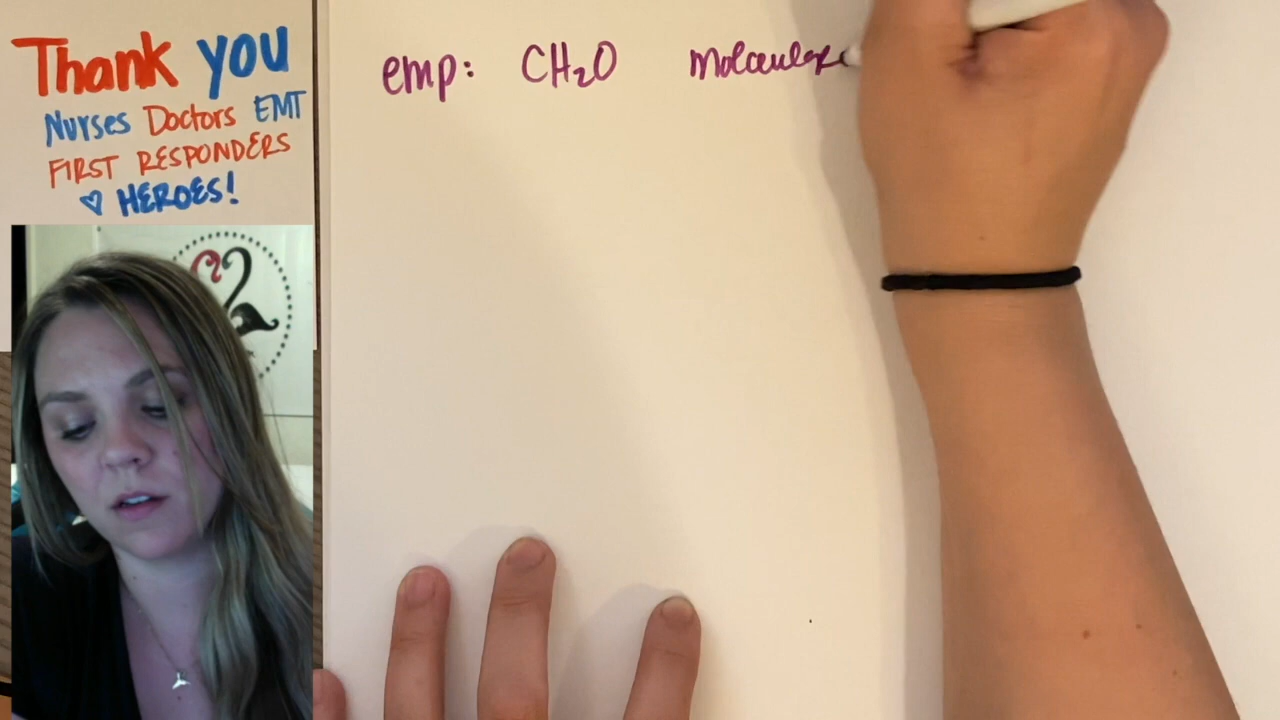 Thank you
Nurses Doctors EMT
FIRST RESPONDERS
♡ HEROES!
emp: CH₂O